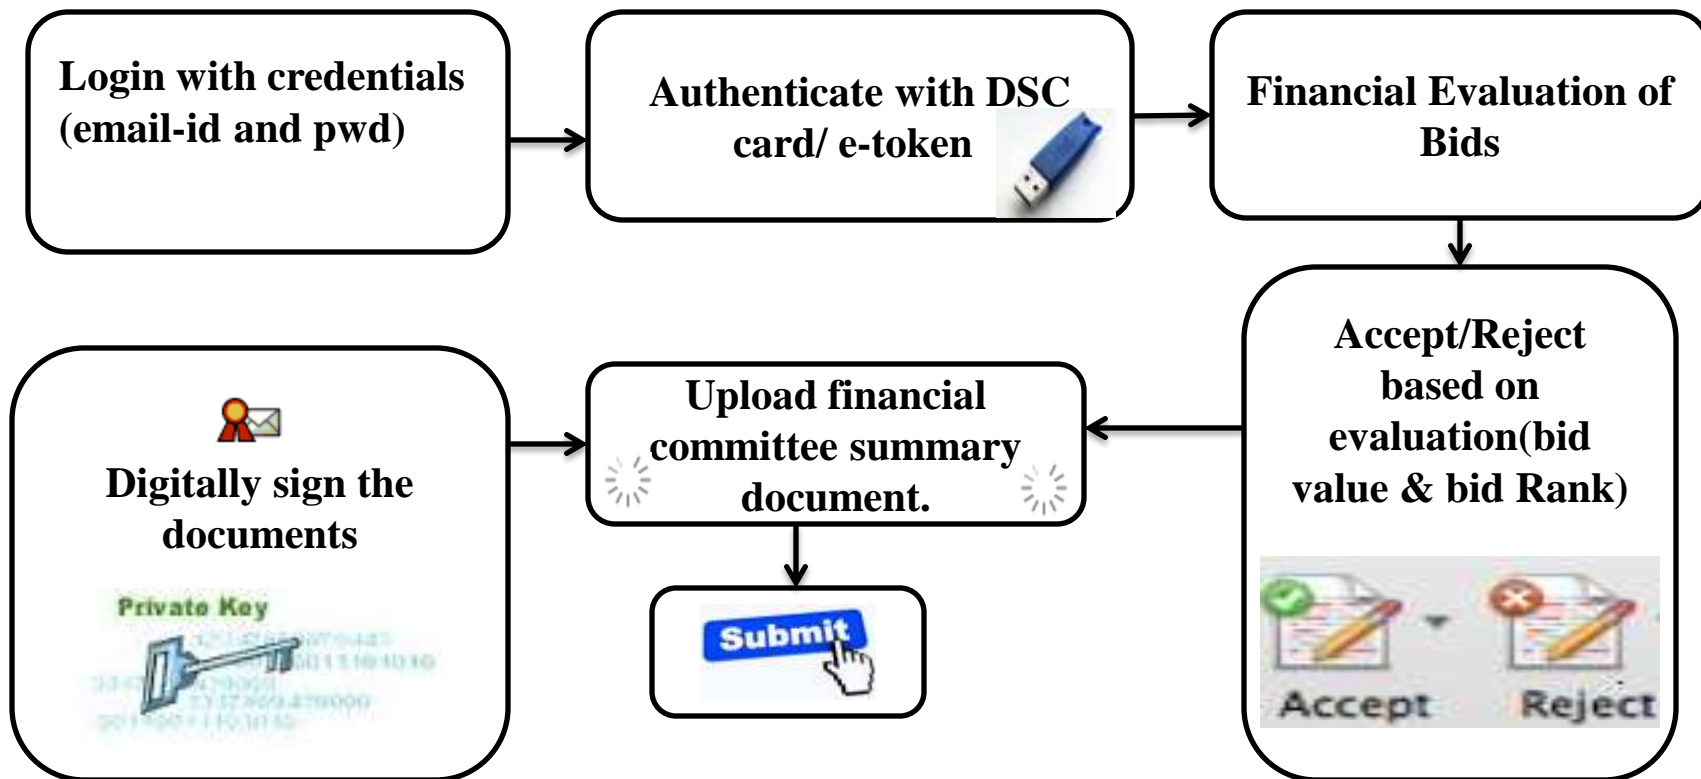 Login with credentials
(email-id and pwd)
Authenticate with DSC
card/ e-token
Financial Evaluation of
Bids
Accept/Reject
based on
evaluation(bid
value & bid Rank)
Accept
Reject
Upload financial
committee summary
document.
Digitally sign the
documents
Private Key
Submit